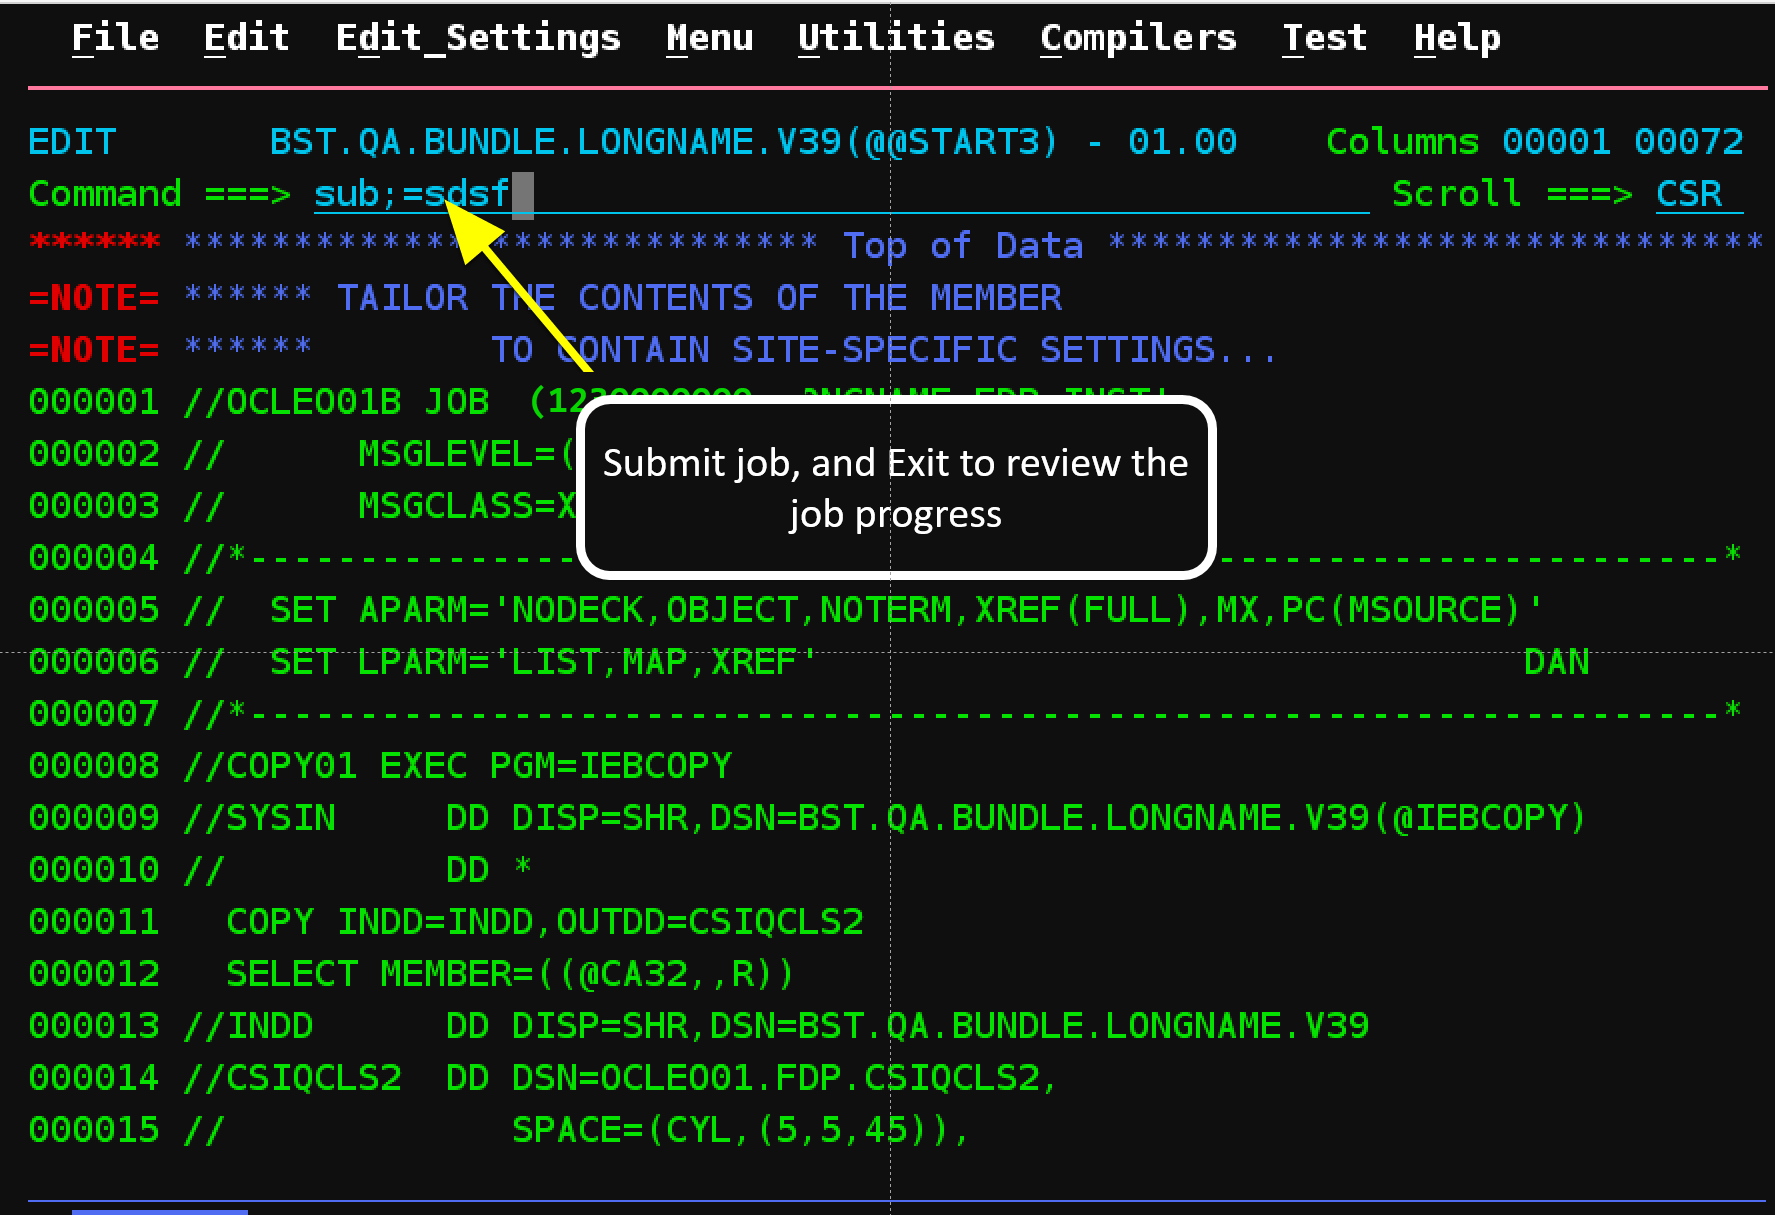 File Edit Edit_Settings Menu Utilities Compilers Test Help
EDIT BST.QA.BUNDLE.LONGNAME.V39(@@START3) - 01.00 Columns 00001 00072
Command ===> sub;=sdsf Scroll ===> CSR
****** ***************************** Top of Data ******************************
=NOTE= ****** TAILOR THE CONTENTS OF THE MEMBER
=NOTE= ****** TO CONTAIN SITE-SPECIFIC SETTINGS...
000001 //OCLEO01B JOB
000002 // MSGLEVEL=(
000003 // MSGCLASS=X
Submit job, and Exit to review the
job progress
000004 //*-------------------------------------------------------------------*
000005 // SET APARM='NODECK,OBJECT,NOTERM,XREF(FULL),MX,PC(MSOURCE)'
000006 // SET LPARM='LIST,MAP,XREF' DAN
000007 //*-------------------------------------------------------------------*
000008 //COPY01 EXEC PGM=IEBCOPY
000009 //SYSIN DD DISP=SHR,DSN=BST.QA.BUNDLE.LONGNAME.V39(@IEBCOPY)
000010 // DD *
000011 COPY INDD=INDD,OUTDD=CSIQCLS2
000012 SELECT MEMBER=((@CA32,,R))
000013 //INDD DD DISP=SHR,DSN=BST.QA.BUNDLE.LONGNAME.V39
000014 //CSIQCLS2 DD DSN=OCLEO01.FDP.CSIQCLS2,
000015 // SPACE=(CYL,(5,5,45)),